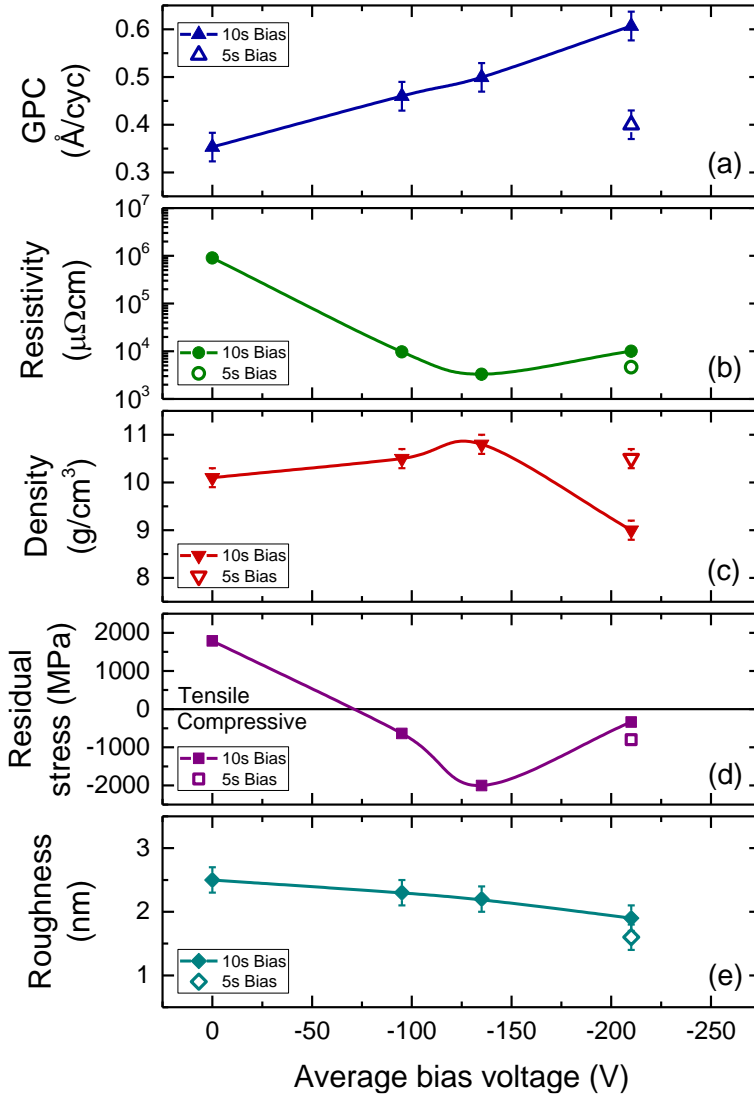 0.6
0.5
0.4
0.3
GPC
(Å/cyc)
10s Bias
5s Bias
(a)
10⁷
10⁶
10⁵
10⁴
10³
Resistivity
(μΩcm)
10s Bias
5s Bias
(b)
11
10
9
8
Density
(g/cm³)
10s Bias
5s Bias
(c)
2000
1000
0
-1000
-2000
Residual
stress (MPa)
Tensile
Compressive
10s Bias
5s Bias
(d)
3
2
1
Roughness
(nm)
10s Bias
5s Bias
(e)
0 -50 -100 -150 -200 -250
Average bias voltage (V)